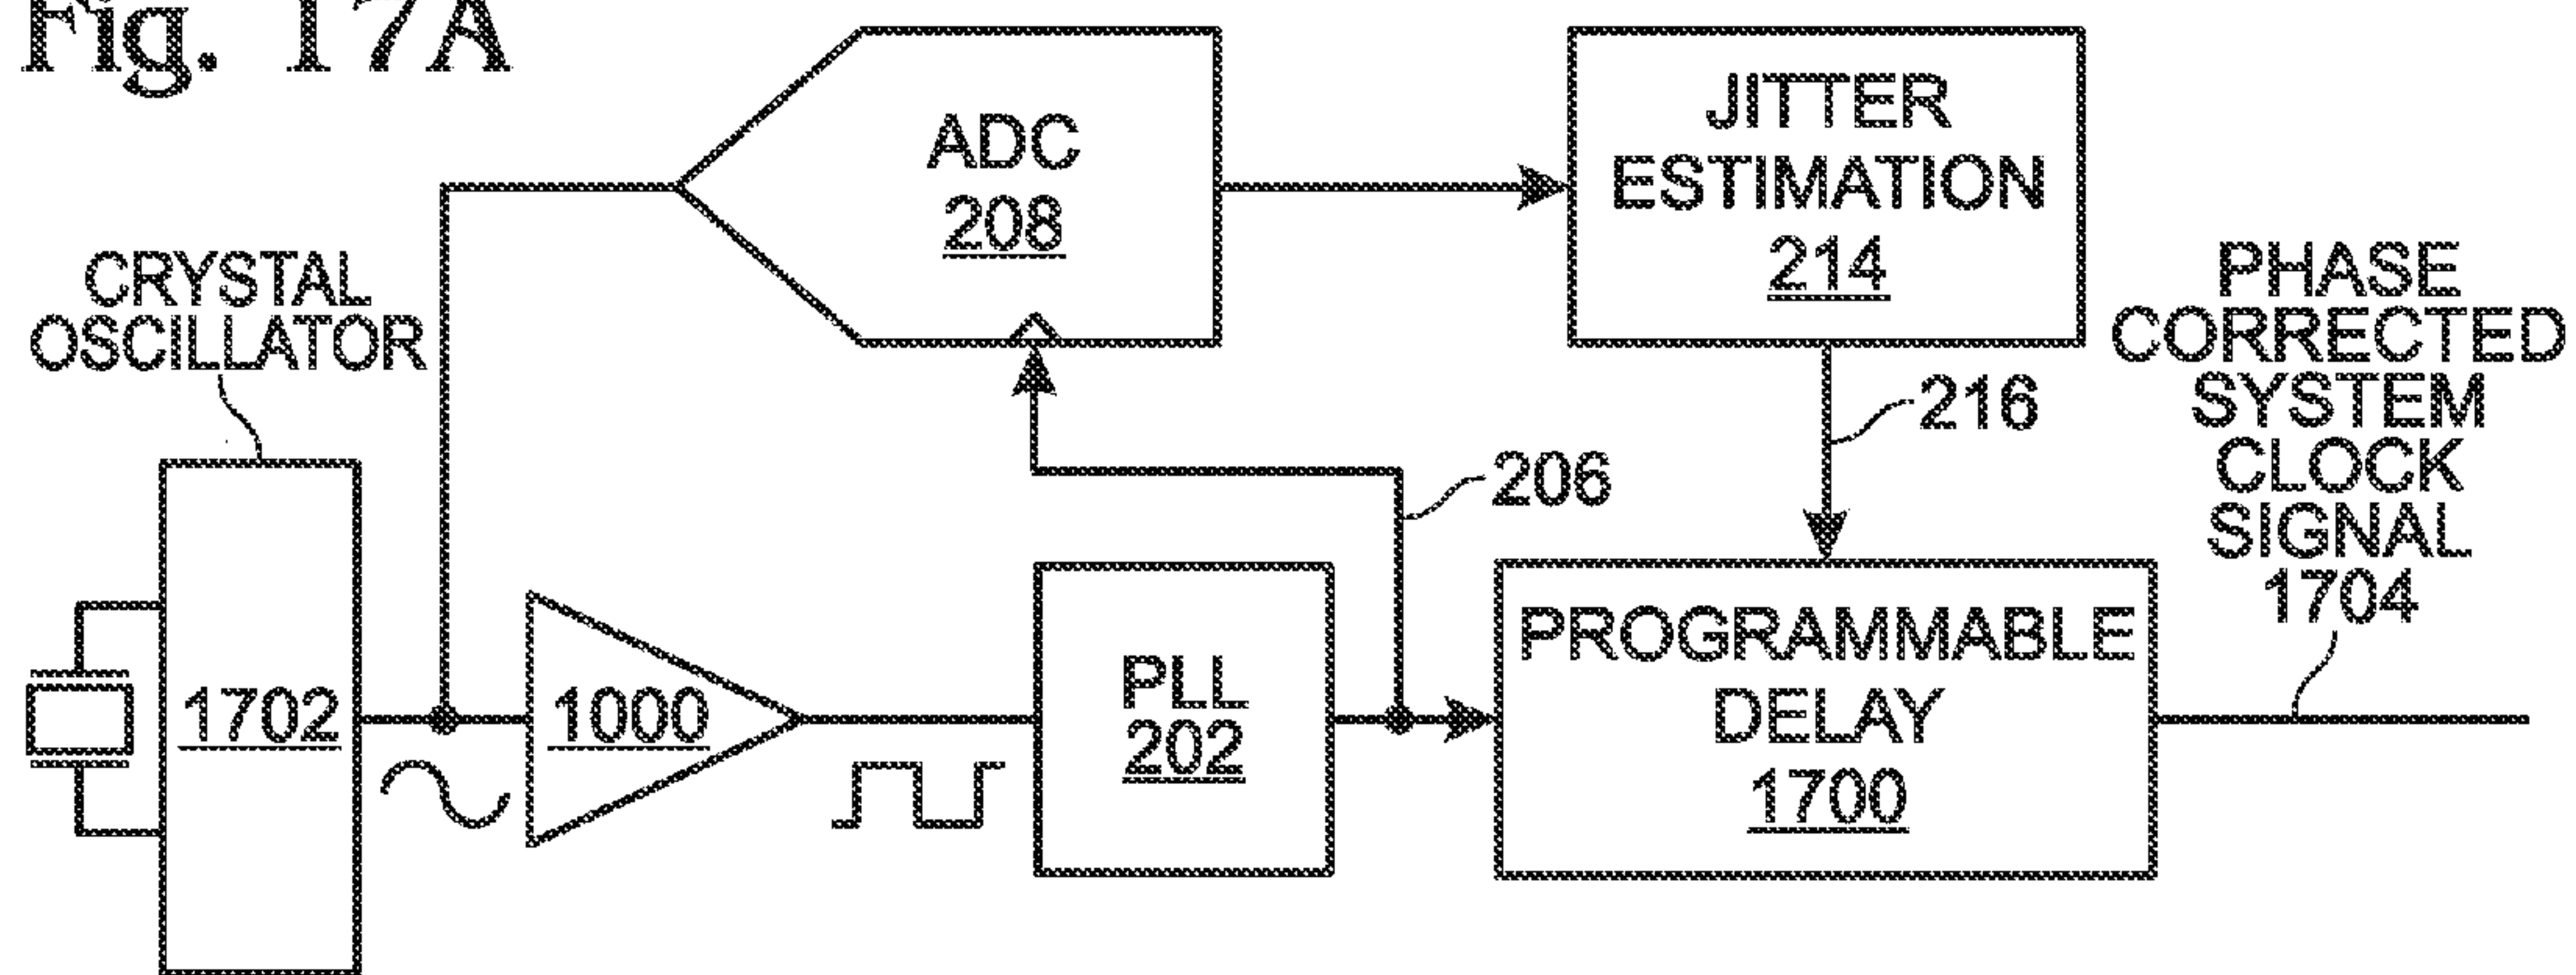 Fig. 17A
ADC
208
JITTER
ESTIMATION
214
CRYSTAL
OSCILLATOR
PHASE
CORRECTED
SYSTEM
CLOCK
SIGNAL
1704
216
206
1702
1000
PLL
202
PROGRAMMABLE
DELAY
1700